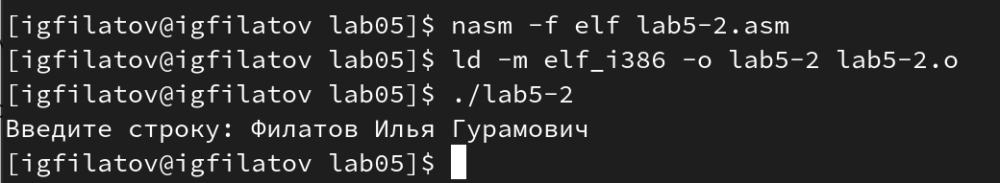 [igfilatov@igfilatov lab05]$ nasm -f elf lab5-2.asm
[igfilatov@igfilatov lab05]$ ld -m elf_i386 -o lab5-2 lab5-2.o
[igfilatov@igfilatov lab05]$ ./lab5-2
Введите строку: Филатов Илья Гурамович
[igfilatov@igfilatov lab05]$